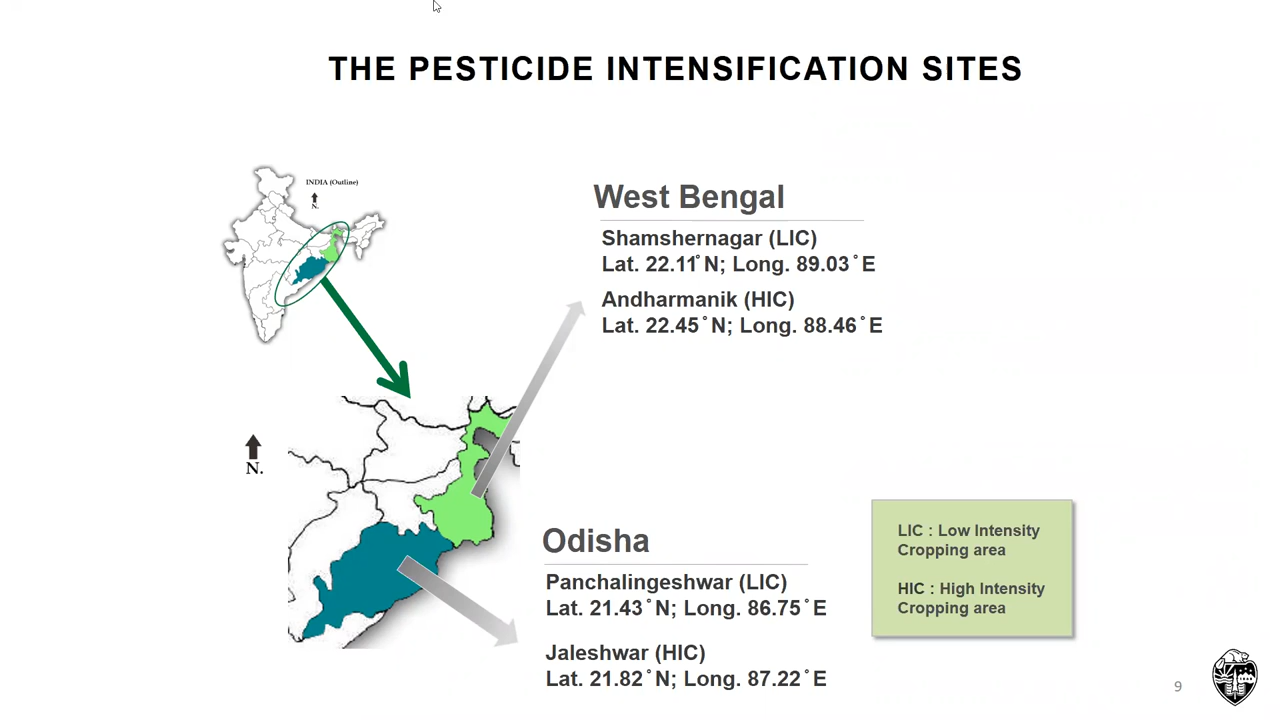 THE PESTICIDE INTENSIFICATION SITES
INDIA (Outline)
N.
West Bengal
Shamshernagar (LIC)
Lat. 22.11° N; Long. 89.03° E
Andharmanik (HIC)
Lat. 22.45° N; Long. 88.46° E
N.
Odisha
Panchalingeshwar (LIC)
Lat. 21.43° N; Long. 86.75° E
Jaleshwar (HIC)
Lat. 21.82° N; Long. 87.22° E
LIC : Low Intensity
Cropping area
HIC : High Intensity
Cropping area
9